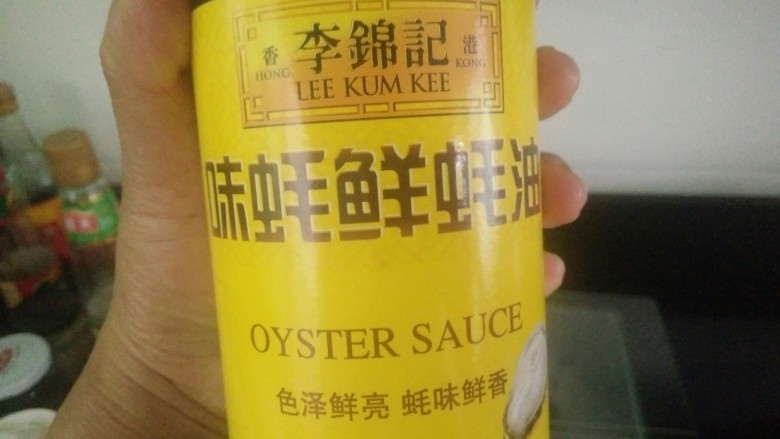 香 李錦記 港
HONG KONG
LEE KUM KEE
味蚝鲜蚝油
OYSTER SAUCE
色泽鲜亮 蚝味鲜香